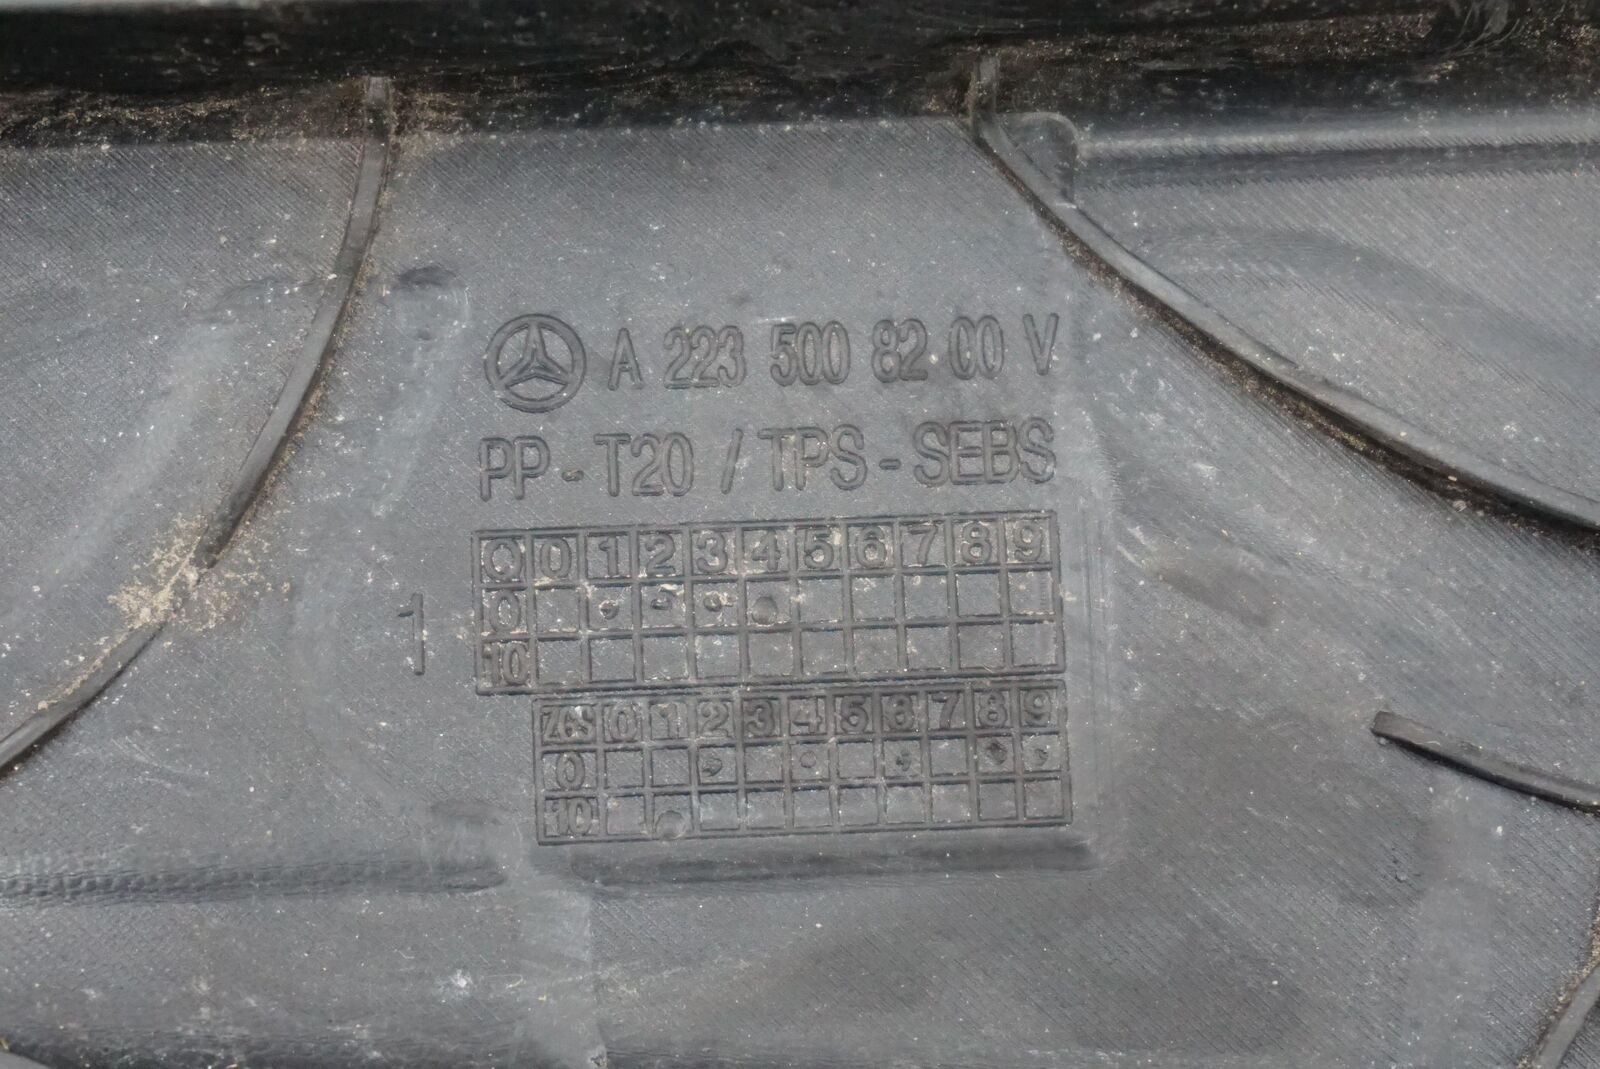 A 223 500 82 00 V
PP - T20 / TPS - SEBS
Q 0 1 2 3 4 5 6 7 8 9
0
1
10
ZGS 0 1 2 3 4 5 6 7 8 9
0
10